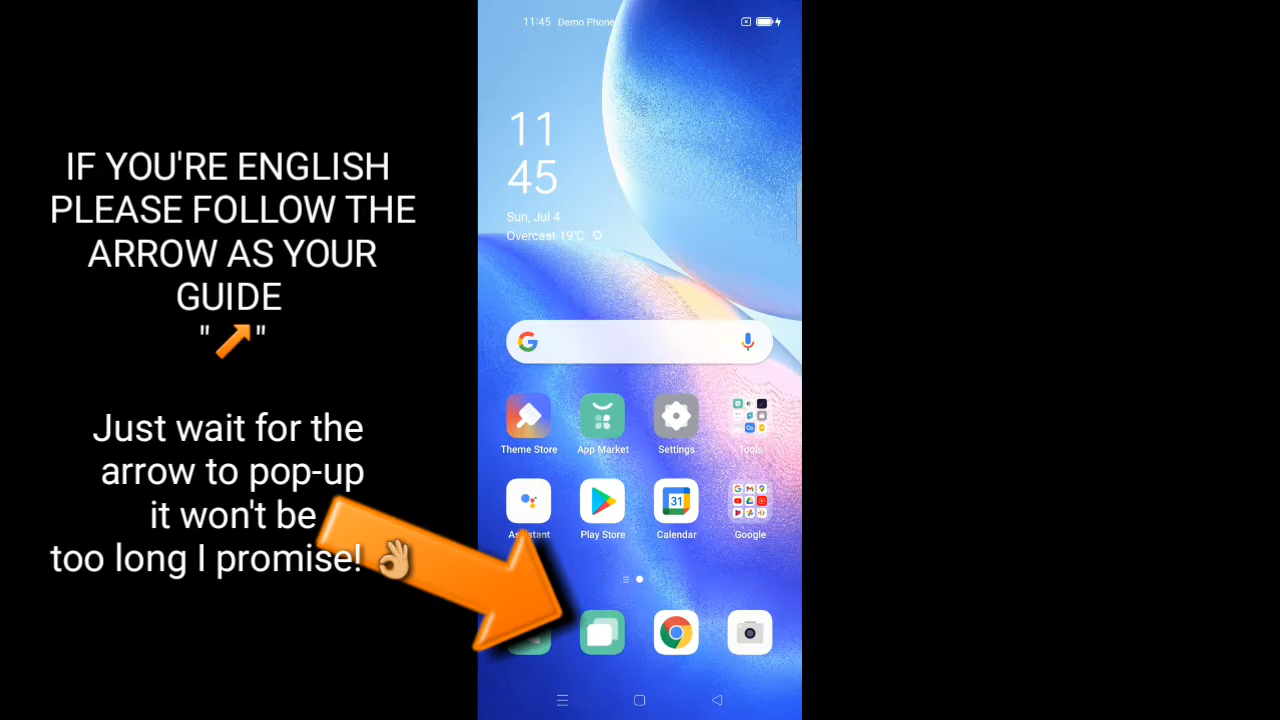 IF YOU'RE ENGLISH
PLEASE FOLLOW THE
ARROW AS YOUR
GUIDE
"↗"
Just wait for the
arrow to pop-up
it won't be
too long I promise! 👌🏽
11:45 Demo Phone
11
45
Sun, Jul 4
Overcast 19°C
Theme Store
App Market
Settings
Tools
Assistant
Play Store
31
Calendar
Google